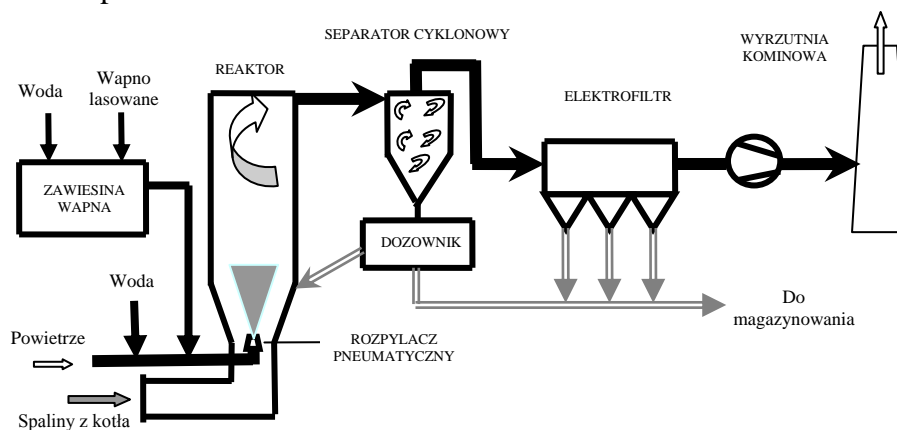 SEPARATOR CYKLONOWY
WYRZUTNIA
KOMINOWA
REAKTOR
Woda
Wapno
lasowane
ELEKTROFILTR
ZAWIESINA
WAPNA
DOZOWNIK
Woda
Do
magazynowania
Powietrze
ROZPYLACZ
PNEUMATYCZNY
Spaliny z kotła